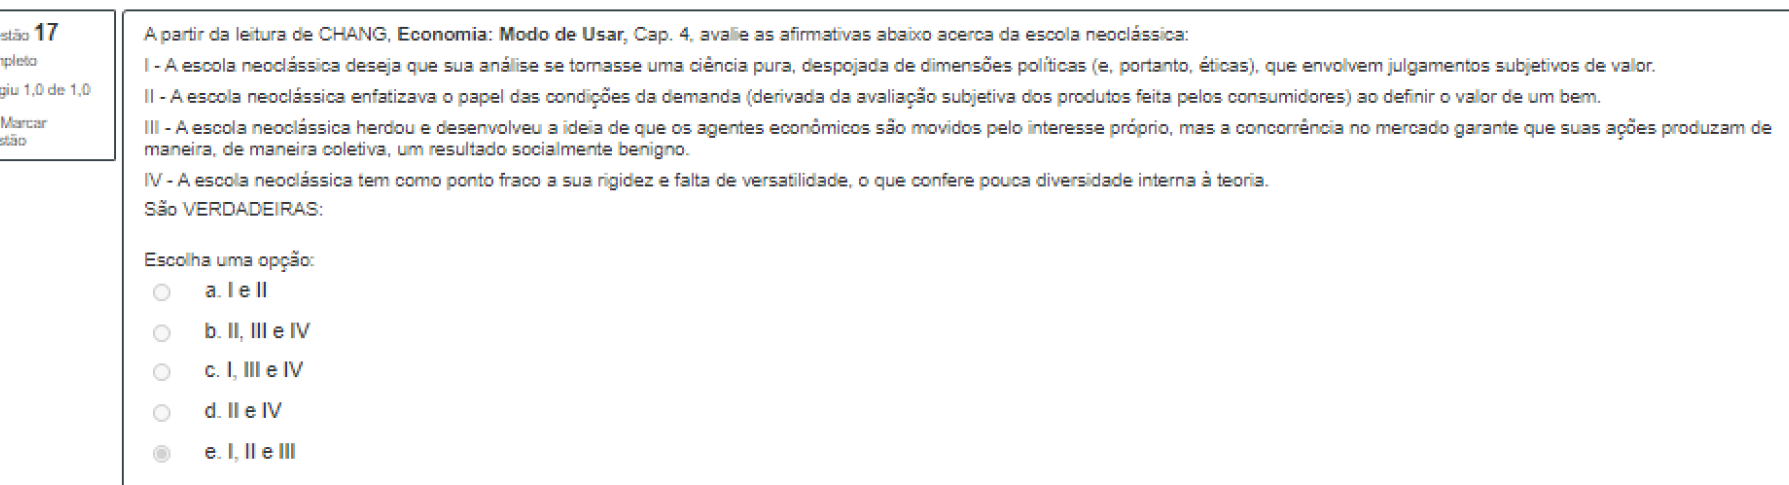 stão 17
npleto
giu 1,0 de 1,0
Marcar
stão
A partir da leitura de CHANG, Economia: Modo de Usar, Cap. 4, avalie as afirmativas abaixo acerca da escola neoclássica:
I - A escola neoclássica deseja que sua análise se tornasse uma ciência pura, despojada de dimensões políticas (e, portanto, éticas), que envolvem julgamentos subjetivos de valor.
II - A escola neoclássica enfatizava o papel das condições da demanda (derivada da avaliação subjetiva dos produtos feita pelos consumidores) ao definir o valor de um bem.
III - A escola neoclássica herdou e desenvolveu a ideia de que os agentes econômicos são movidos pelo interesse próprio, mas a concorrência no mercado garante que suas ações produzam de
maneira, de maneira coletiva, um resultado socialmente benigno.
IV - A escola neoclássica tem como ponto fraco a sua rigidez e falta de versatilidade, o que confere pouca diversidade interna à teoria.
São VERDADEIRAS:
Escolha uma opção:
a. I e II
b. II, III e IV
c. I, III e IV
d. II e IV
e. I, II e III